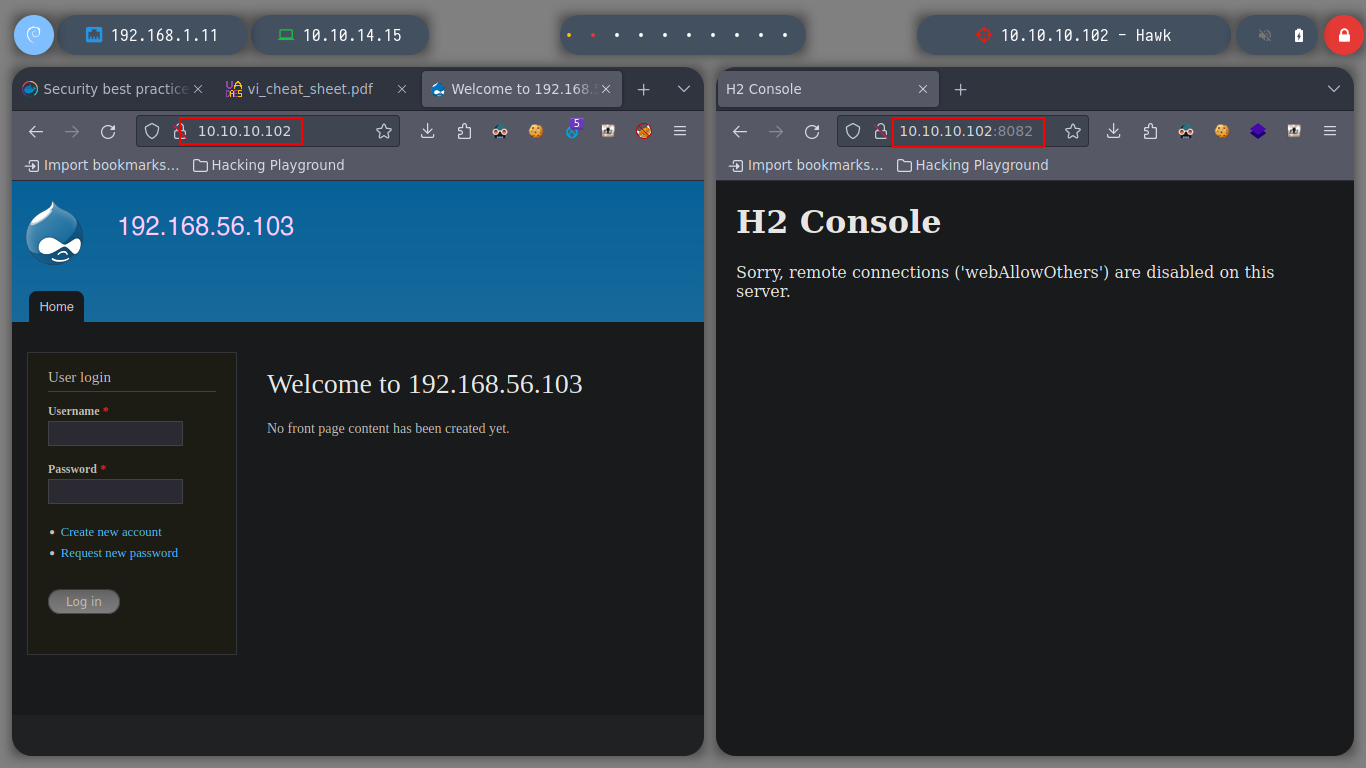 192.168.1.11
10.10.14.15
10.10.10.102 - Hawk
Security best practice
vi_cheat_sheet.pdf
Welcome to 192.168.5
10.10.10.102
5
Import bookmarks...
Hacking Playground
192.168.56.103
Home
User login
Username *
Password *
Create new account
Request new password
Log in
Welcome to 192.168.56.103
No front page content has been created yet.
H2 Console
10.10.10.102:8082
Import bookmarks...
Hacking Playground
H2 Console
Sorry, remote connections ('webAllowOthers') are disabled on this
server.